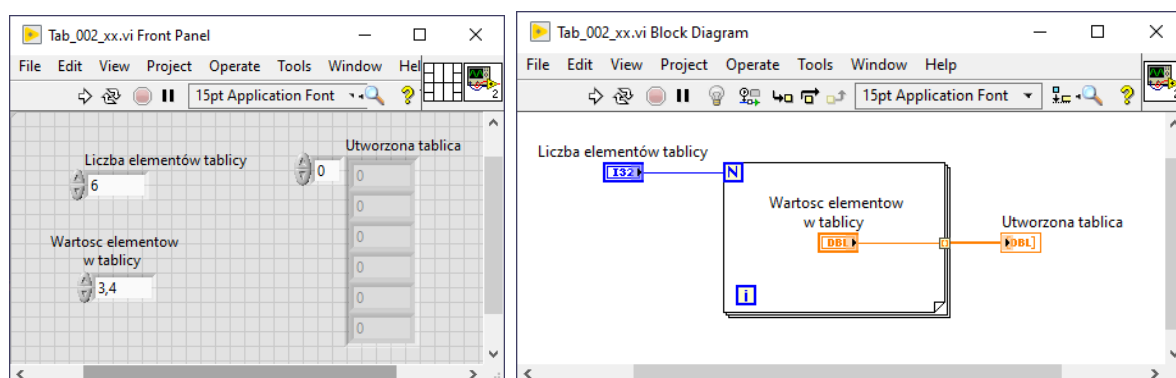 Tab_002_xx.vi Front Panel
File Edit View Project Operate Tools Window Hel
15pt Application Font
2
Liczba elementów tablicy
6
Utworzona tablica
0
0
0
0
0
0
0
Wartosc elementow
w tablicy
3,4
Tab_002_xx.vi Block Diagram
File Edit View Project Operate Tools Window Help
15pt Application Font
2
Liczba elementów tablicy
I32
N
Wartosc elementow
w tablicy
DBL
Utworzona tablica
DBL]
i